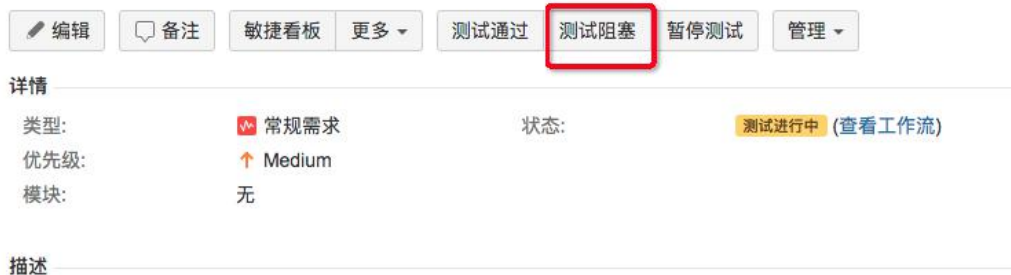 编辑 备注 敏捷看板 更多 测试通过 测试阻塞 暂停测试 管理
详情
类型: 常规需求 状态: 测试进行中 (查看工作流)
优先级: Medium
模块: 无
描述